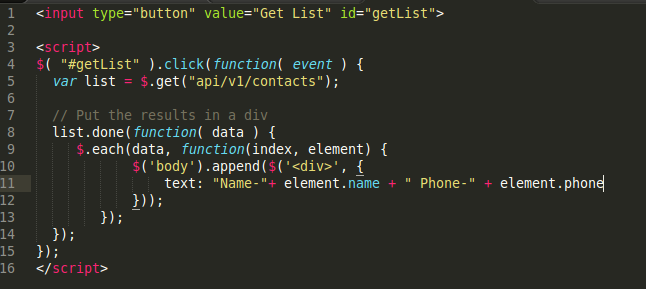 1 <input type="button" value="Get List" id="getList">
2
3 <script>
4 $( "#getList" ).click(function( event ) {
5   var list = $.get("api/v1/contacts");
6
7   // Put the results in a div
8   list.done(function( data ) {
9      $.each(data, function(index, element) {
10            $('body').append($('<div>', {
11                text: "Name-"+ element.name + " Phone-" + element.phone
12            }));
13        });
14   });
15 });
16 </script>